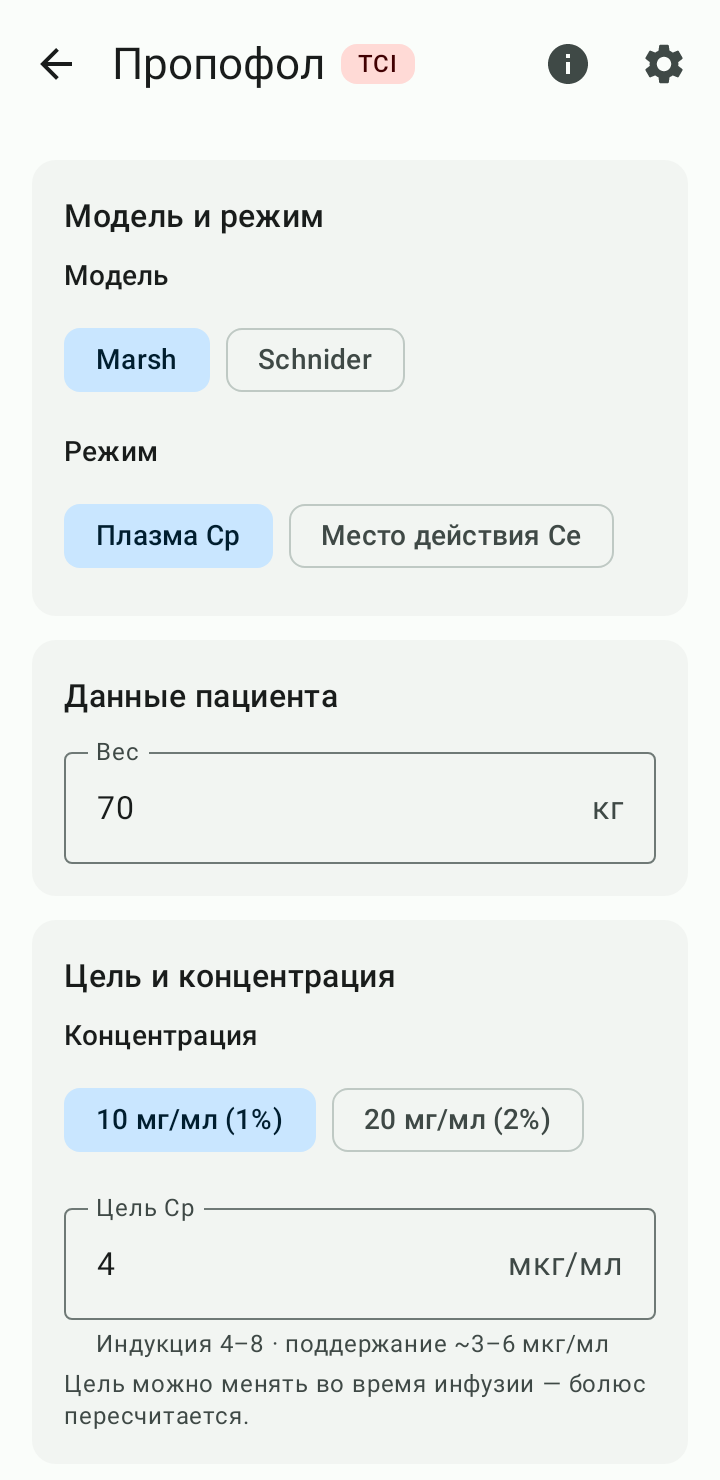 Пропофол TCI
Модель и режим
Модель
Marsh Schnider
Режим
Плазма Cp Место действия Ce
Данные пациента
Вес
70 кг
Цель и концентрация
Концентрация
10 мг/мл (1%) 20 мг/мл (2%)
Цель Cp
4 мкг/мл
Индукция 4–8 · поддержание ~3–6 мкг/мл
Цель можно менять во время инфузии — болюс
пересчитается.